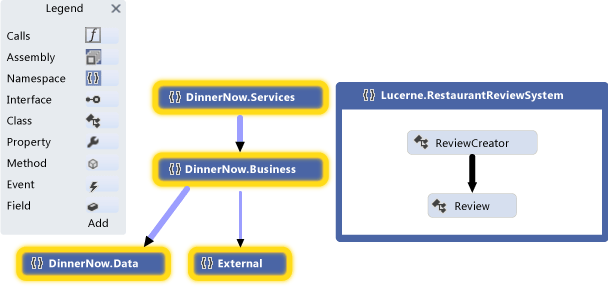 Legend
Calls
Assembly
Namespace
Interface
Class
Property
Method
Event
Field
Add
DinnerNow.Services
DinnerNow.Business
DinnerNow.Data
External
Lucerne.RestaurantReviewSystem
ReviewCreator
Review